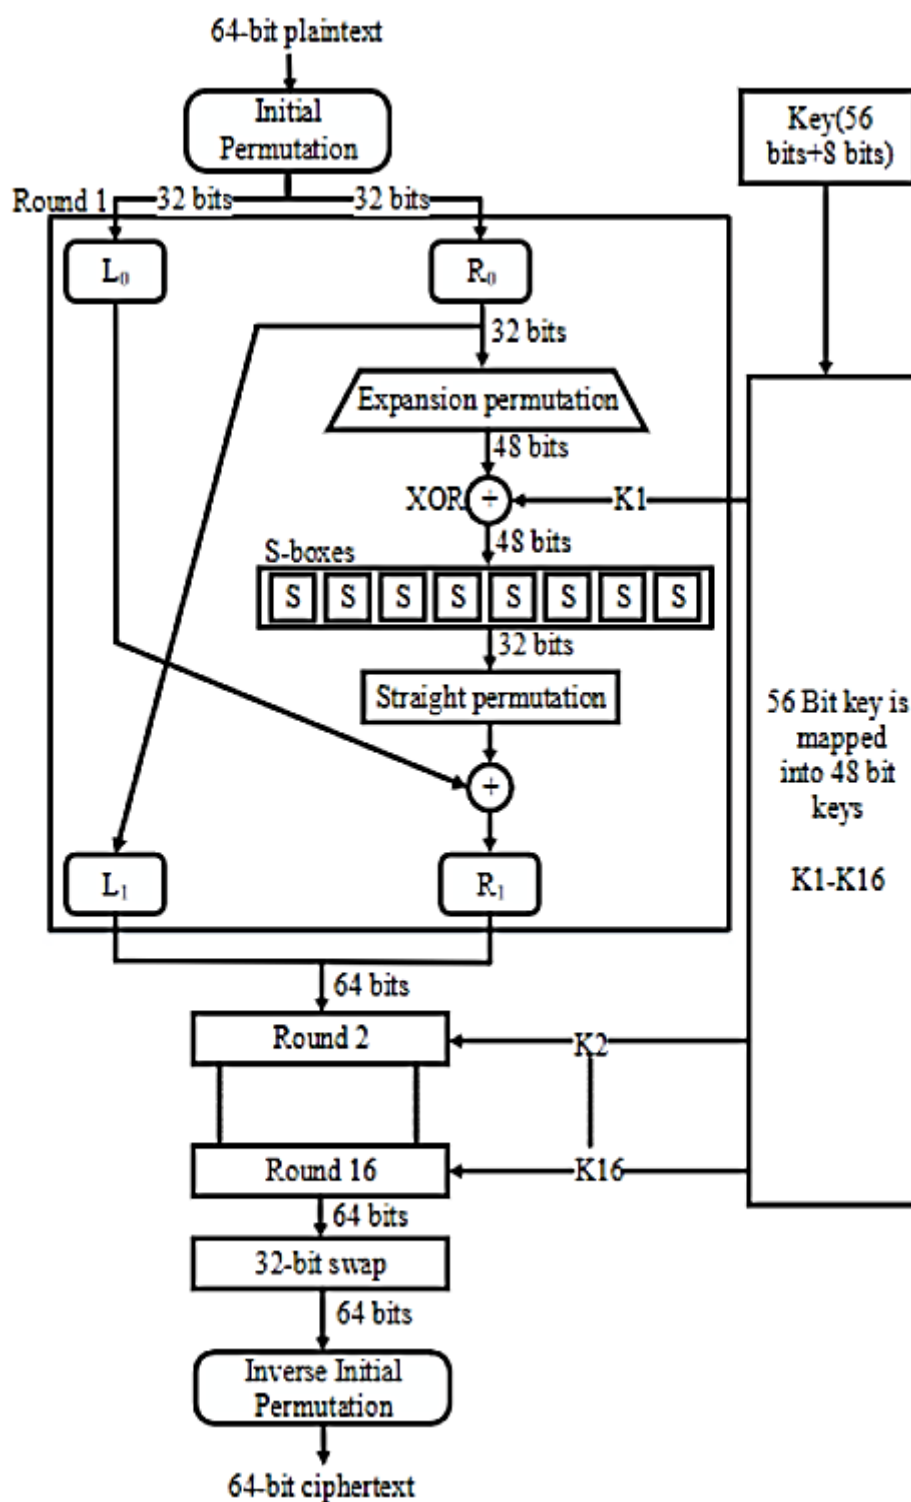 64-bit plaintext
Initial
Permutation
Key(56
bits+8 bits)
Round 1
32 bits
32 bits
L₀
R₀
32 bits
Expansion permutation
48 bits
XOR
+
K1
48 bits
S-boxes
S S S S S S S S
32 bits
Straight permutation
+
56 Bit key is
mapped
into 48 bit
keys
K1-K16
L₁
R₁
64 bits
Round 2
K2
Round 16
K16
64 bits
32-bit swap
64 bits
Inverse Initial
Permutation
64-bit ciphertext